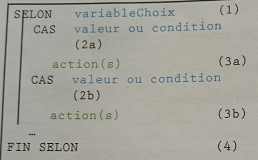 SELON variableChoix (1)
CAS valeur ou condition
(2a)
action(s) (3a)
CAS valeur ou condition
(2b)
action(s) (3b)
…
FIN SELON (4)